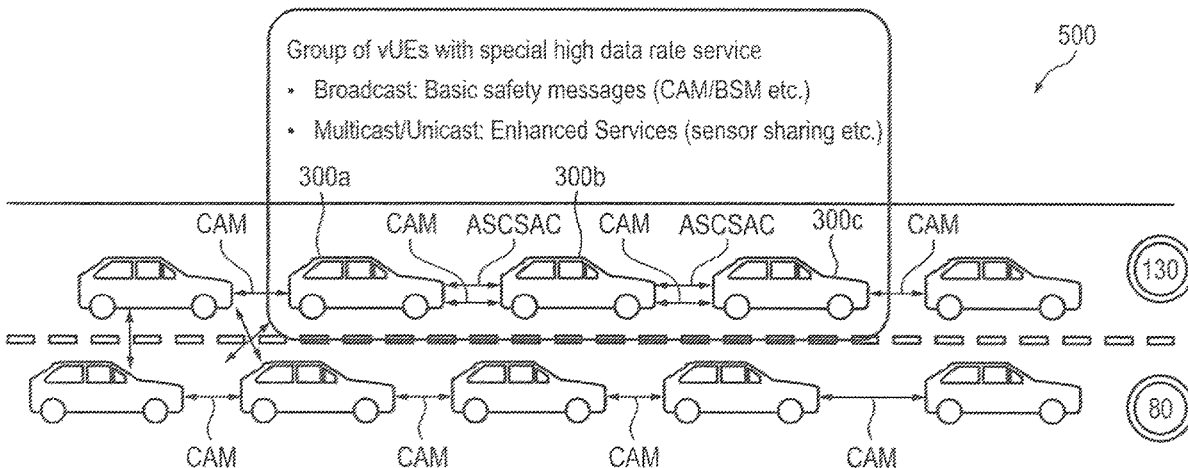 500
Group of vUEs with special high data rate service
• Broadcast: Basic safety messages (CAM/BSM etc.)
• Multicast/Unicast: Enhanced Services (sensor sharing etc.)
300a
300b
CAM CAM ASCSAC CAM ASCSAC 300c CAM
130
80
CAM CAM CAM CAM